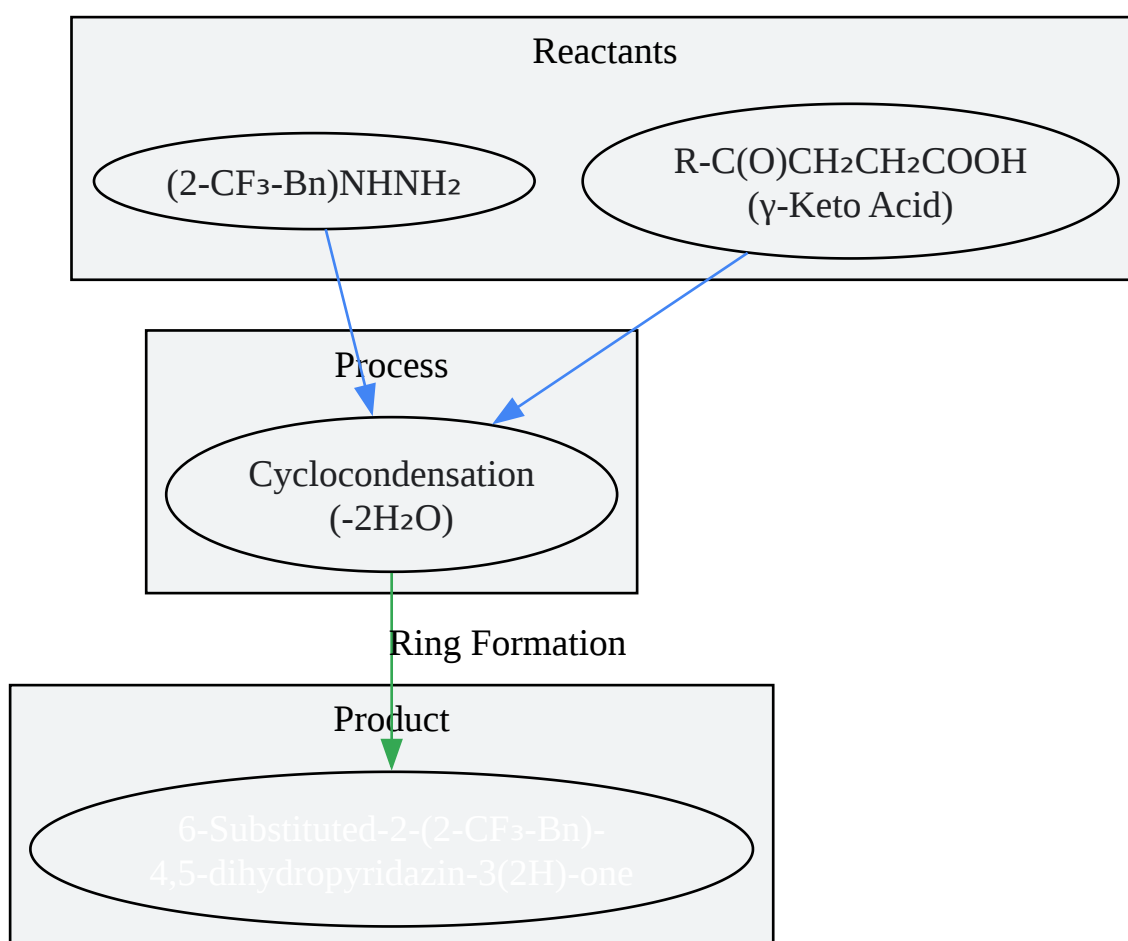 Reactants
(2-CF₃-Bn)NHNH₂
R-C(O)CH₂CH₂COOH
(γ-Keto Acid)
Process
Cyclocondensation
(-2H₂O)
Ring Formation
Product
6-Substituted-2-(2-CF₃-Bn)-
4,5-dihydropyridazin-3(2H)-one